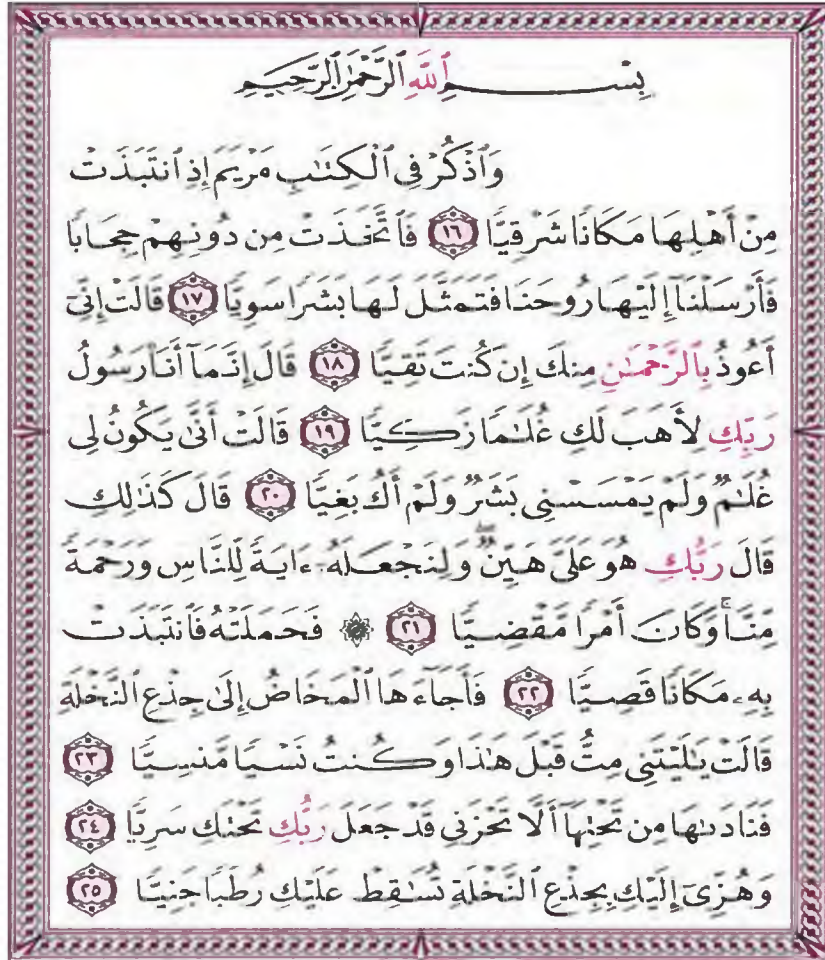 بِسْمِ ٱللَّهِ ٱلرَّحْمَٰنِ ٱلرَّحِيمِ
وَٱذْكُرْ فِى ٱلْكِتَٰبِ مَرْيَمَ إِذِ ٱنتَبَذَتْ
مِنْ أَهْلِهَا مَكَانًا شَرْقِيًّا ١٦ فَٱتَّخَذَتْ مِن دُونِهِمْ حِجَابًا
فَأَرْسَلْنَآ إِلَيْهَا رُوحَنَا فَتَمَثَّلَ لَهَا بَشَرًا سَوِيًّا ١٧ قَالَتْ إِنِّىٓ
أَعُوذُ بِٱلرَّحْمَٰنِ مِنكَ إِن كُنتَ تَقِيًّا ١٨ قَالَ إِنَّمَآ أَنَا۠ رَسُولُ
رَبِّكِ لِأَهَبَ لَكِ غُلَٰمًا زَكِيًّا ١٩ قَالَتْ أَنَّىٰ يَكُونُ لِى
غُلَٰمٌ وَلَمْ يَمْسَسْنِى بَشَرٌ وَلَمْ أَكُ بَغِيًّا ٢٠ قَالَ كَذَٰلِكِ
قَالَ رَبُّكِ هُوَ عَلَىَّ هَيِّنٌۖ وَلِنَجْعَلَهُۥٓ ءَايَةً لِّلنَّاسِ وَرَحْمَةً
مِّنَّاۚ وَكَانَ أَمْرًا مَّقْضِيًّا ٢١ ۞ فَحَمَلَتْهُ فَٱنتَبَذَتْ
بِهِۦ مَكَانًا قَصِيًّا ٢٢ فَأَجَآءَهَا ٱلْمَخَاضُ إِلَىٰ جِذْعِ ٱلنَّخْلَةِ
قَالَتْ يَٰلَيْتَنِى مِتُّ قَبْلَ هَٰذَا وَكُنتُ نَسْيًا مَّنسِيًّا ٢٣
فَنَادَىٰهَا مِن تَحْتِهَآ أَلَّا تَحْزَنِى قَدْ جَعَلَ رَبُّكِ تَحْتَكِ سَرِيًّا ٢٤
وَهُزِّىٓ إِلَيْكِ بِجِذْعِ ٱلنَّخْلَةِ تُسَٰقِطْ عَلَيْكِ رُطَبًا جَنِيًّا ٢٥